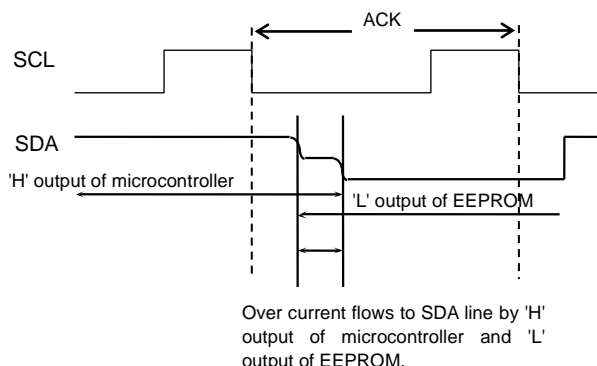 ACK
SCL
SDA
'H' output of microcontroller
'L' output of EEPROM
Over current flows to SDA line by 'H'
output of microcontroller and 'L'
output of EEPROM.